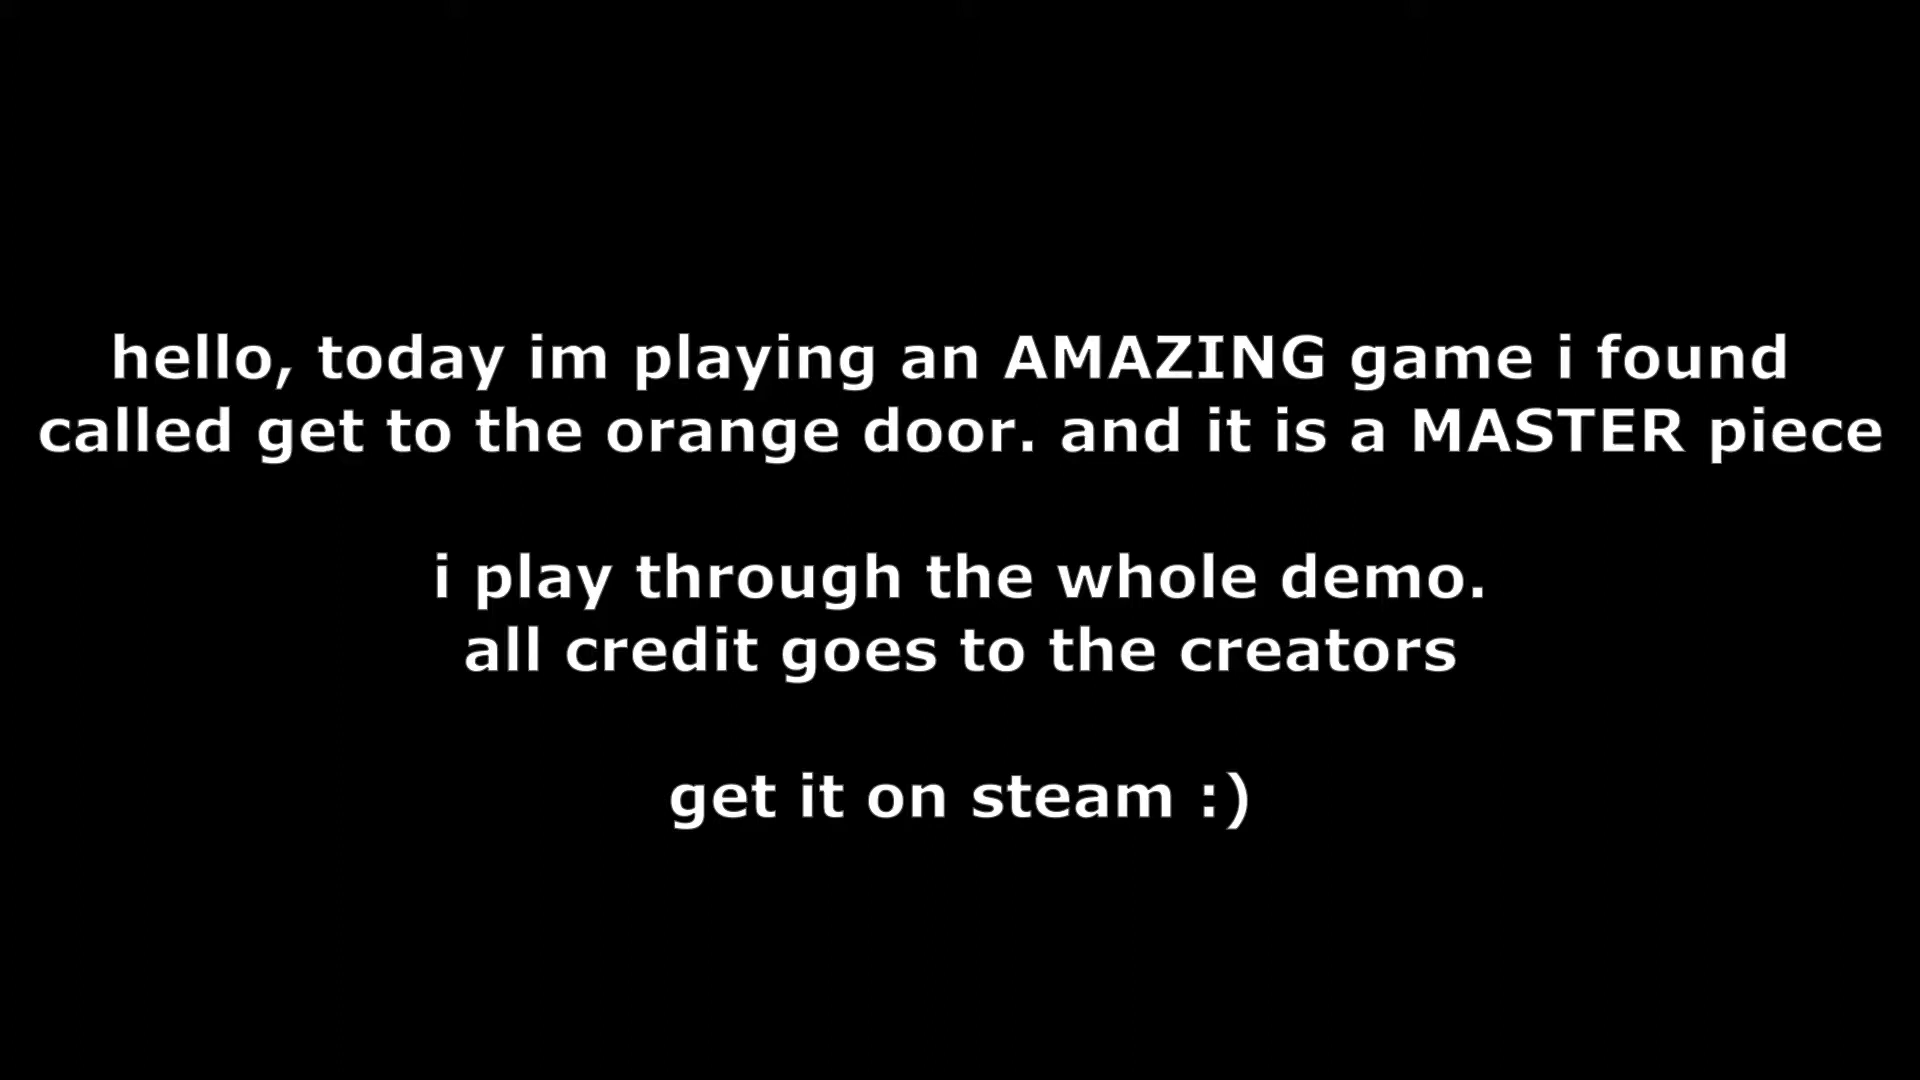 hello, today im playing an AMAZING game i found
called get to the orange door. and it is a MASTER piece
i play through the whole demo.
all credit goes to the creators
get it on steam :)